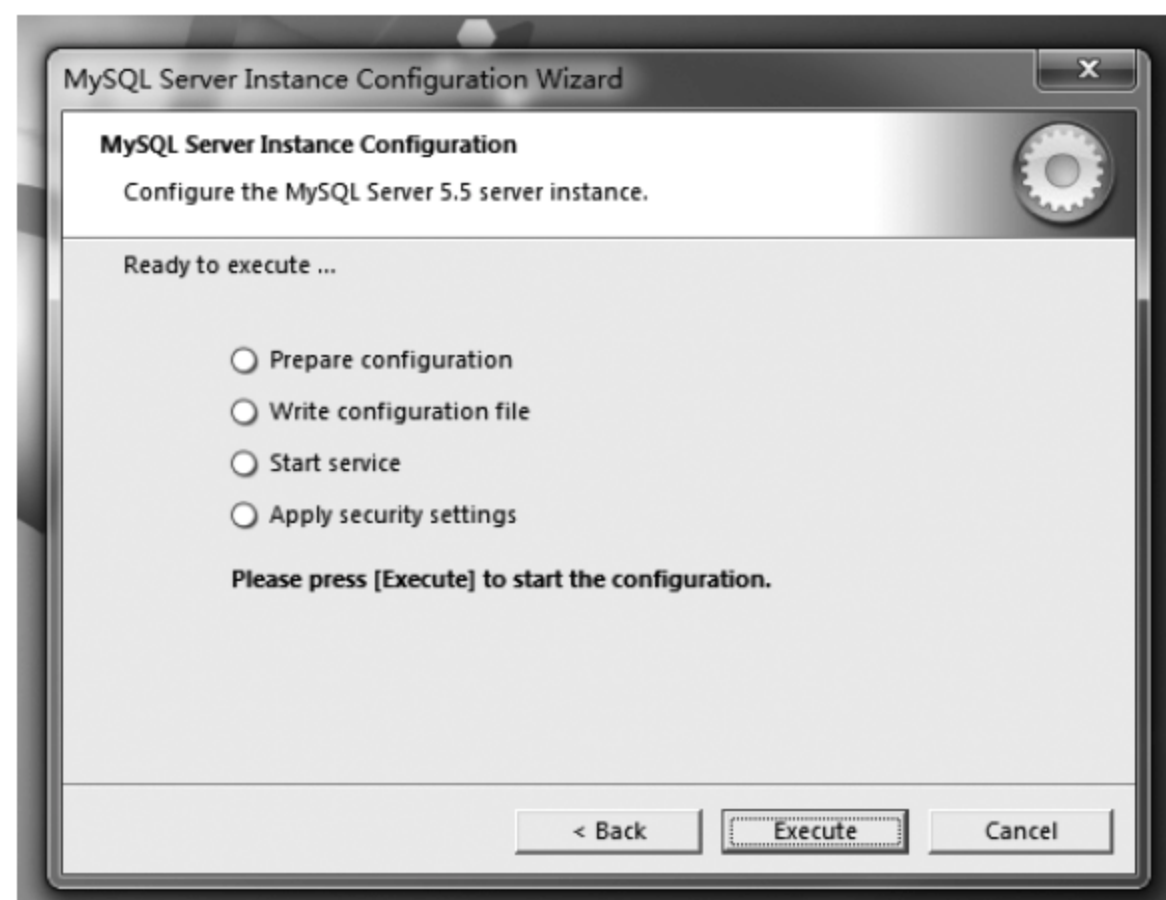 MySQL Server Instance Configuration Wizard
MySQL Server Instance Configuration
Configure the MySQL Server 5.5 server instance.
Ready to execute ...
Prepare configuration
Write configuration file
Start service
Apply security settings
Please press [Execute] to start the configuration.
< Back
Execute
Cancel